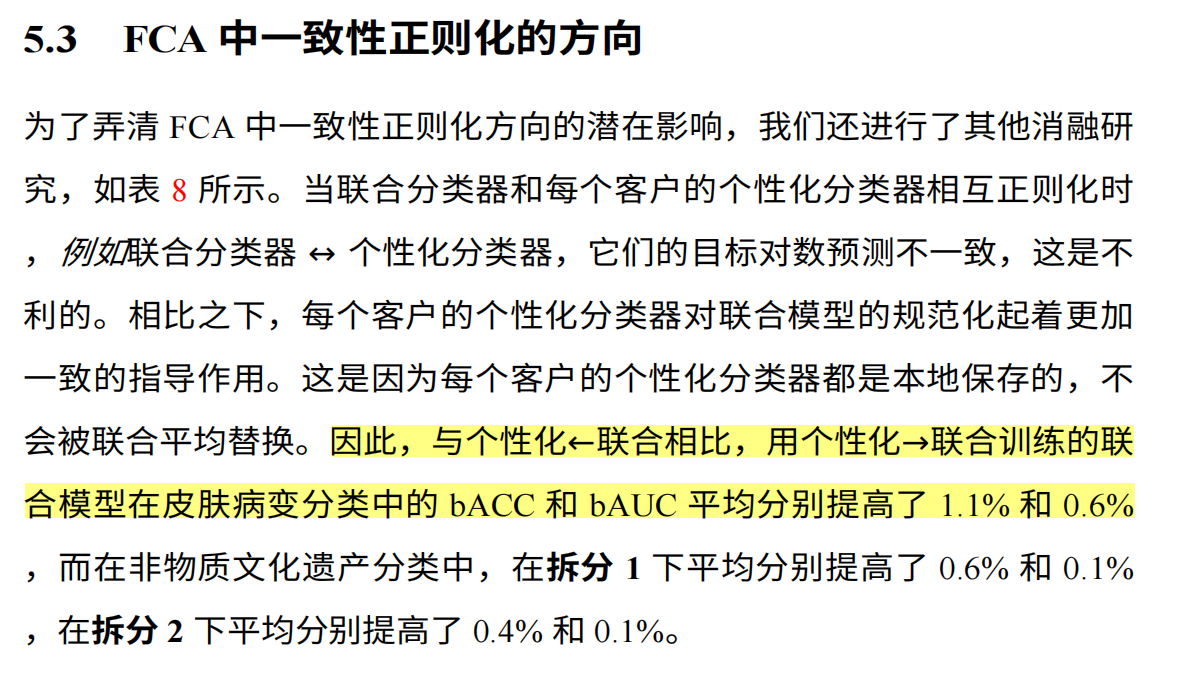 5.3 FCA 中一致性正则化的方向
为了弄清 FCA 中一致性正则化方向的潜在影响，我们还进行了其他消融研
究，如表 8 所示。当联合分类器和每个客户的个性化分类器相互正则化时
，例如联合分类器 ↔ 个性化分类器，它们的目标对数预测不一致，这是不
利的。相比之下，每个客户的个性化分类器对联合模型的规范化起着更加
一致的指导作用。这是因为每个客户的个性化分类器都是本地保存的，不
会被联合平均替换。因此，与个性化←联合相比，用个性化→联合训练的联
合模型在皮肤病变分类中的 bACC 和 bAUC 平均分别提高了 1.1% 和 0.6%
，而在非物质文化遗产分类中，在拆分 1 下平均分别提高了 0.6% 和 0.1%
，在拆分 2 下平均分别提高了 0.4% 和 0.1%。